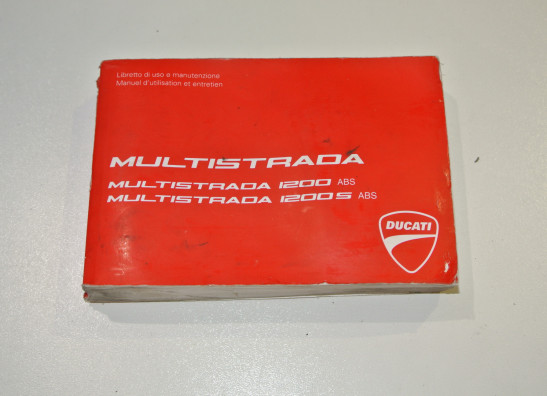 Libretto di uso e manutenzione
Manuel d'utilisation et entretien
MULTISTRADA
MULTISTRADA 1200 ABS
MULTISTRADA 1200 S ABS
DUCATI